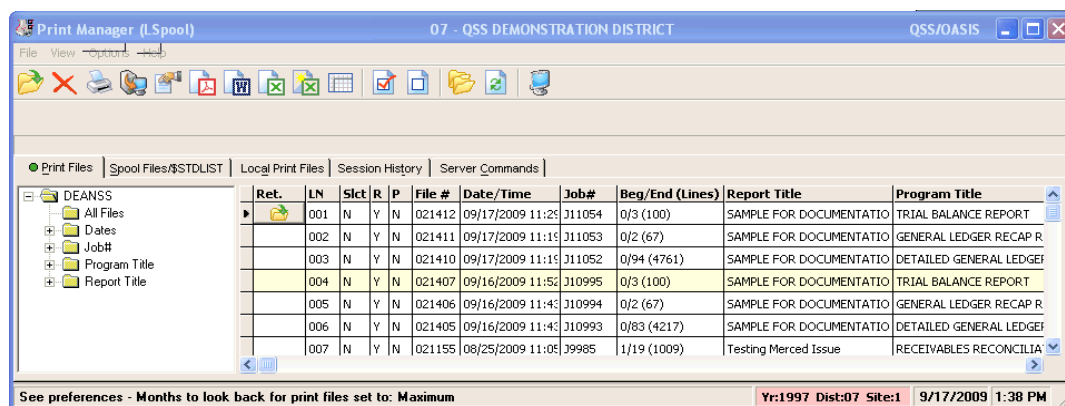 Print Manager (LSpool) 07 - QSS DEMONSTRATION DISTRICT QSS/OASIS
File View Options Help
Print Files Spool Files/$STDLIST Local Print Files Session History Server Commands
DEANSS
All Files
Dates
Job#
Program Title
Report Title
Ret. LN Slct R P File # Date/Time Job# Beg/End (Lines) Report Title Program Title
001 N Y N 021412 09/17/2009 11:29 J11054 0/3 (100) SAMPLE FOR DOCUMENTATIO TRIAL BALANCE REPORT
002 N Y N 021411 09/17/2009 11:19 J11053 0/2 (67) SAMPLE FOR DOCUMENTATIO GENERAL LEDGER RECAP R
003 N Y N 021410 09/17/2009 11:19 J11052 0/94 (4761) SAMPLE FOR DOCUMENTATIO DETAILED GENERAL LEDGER
004 N Y N 021407 09/16/2009 11:52 J10995 0/3 (100) SAMPLE FOR DOCUMENTATIO TRIAL BALANCE REPORT
005 N Y N 021406 09/16/2009 11:43 J10994 0/2 (67) SAMPLE FOR DOCUMENTATIO GENERAL LEDGER RECAP R
006 N Y N 021405 09/16/2009 11:43 J10993 0/83 (4217) SAMPLE FOR DOCUMENTATIO DETAILED GENERAL LEDGER
007 N Y N 021155 08/25/2009 11:05 J9985 1/19 (1009) Testing Merced Issue RECEIVABLES RECONCILIA
See preferences - Months to look back for print files set to: Maximum Yr:1997 Dist:07 Site:1 9/17/2009 1:38 PM